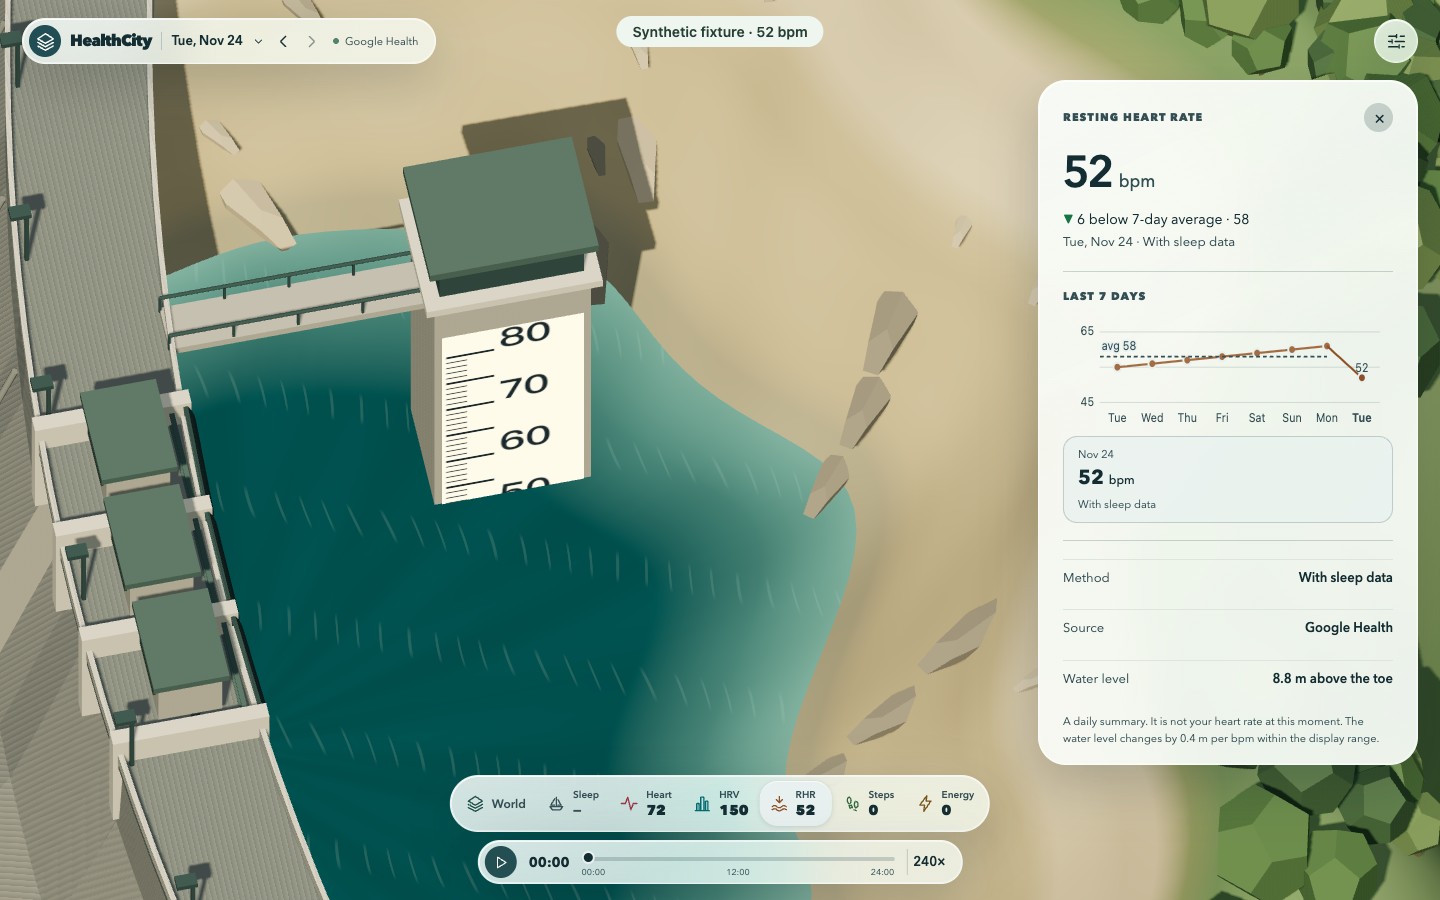 HealthCity Tue, Nov 24 Google Health
Synthetic fixture · 52 bpm
80
70
60
50
RESTING HEART RATE
52 bpm
▼ 6 below 7-day average · 58
Tue, Nov 24 · With sleep data
LAST 7 DAYS
65
avg 58
52
45
Tue Wed Thu Fri Sat Sun Mon Tue
Nov 24
52 bpm
With sleep data
Method With sleep data
Source Google Health
Water level 8.8 m above the toe
A daily summary. It is not your heart rate at this moment. The
water level changes by 0.4 m per bpm within the display range.
World
Sleep
–
Heart
72
HRV
150
RHR
52
Steps
0
Energy
0
00:00
00:00 12:00 24:00
240×